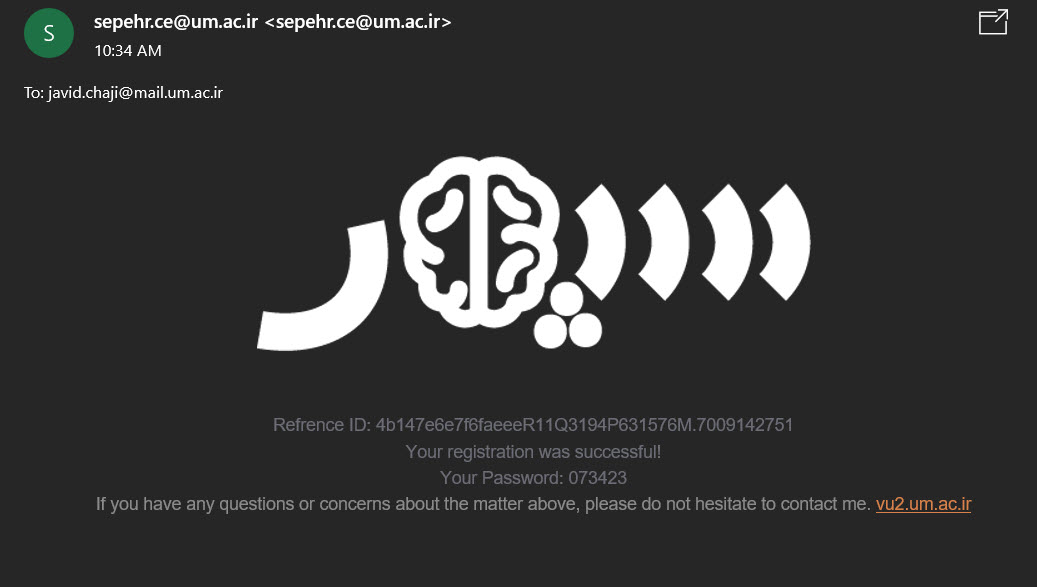 S
sepehr.ce@um.ac.ir <sepehr.ce@um.ac.ir>
10:34 AM
To: javid.chaji@mail.um.ac.ir
سپهر
Refrence ID: 4b147e6e7f6faeeeR11Q3194P631576M.7009142751
Your registration was successful!
Your Password: 073423
If you have any questions or concerns about the matter above, please do not hesitate to contact me. vu2.um.ac.ir